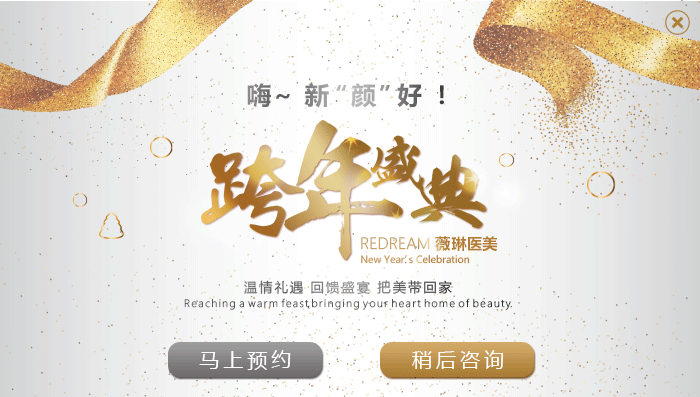 嗨~ 新“颜”好 !
跨年盛典
REDREAM 薇琳医美
New Year's Celebration
温情礼遇 回馈盛宴 把美带回家
Reaching a warm feast,bringing your heart home of beauty.
马上预约
稍后咨询